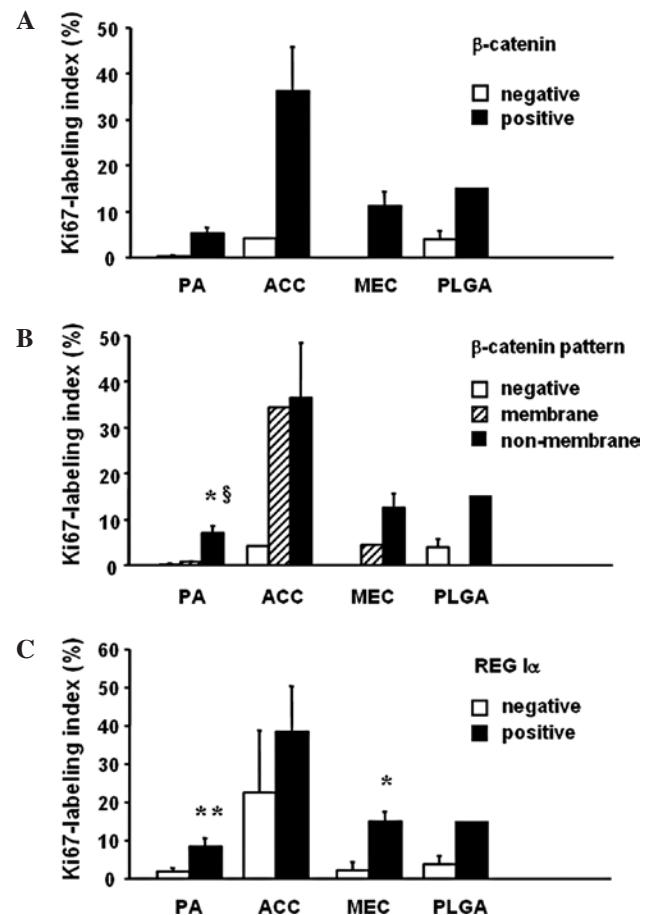 A
Ki67-labeling index (%)
50
40
30
20
10
0
β-catenin
negative
positive
PA ACC MEC PLGA
B
Ki67-labeling index (%)
50
40
30
20
10
0
β-catenin pattern
negative
membrane
non-membrane
* §
PA ACC MEC PLGA
C
Ki67-labeling index (%)
60
50
40
30
20
10
0
REG Iα
negative
positive
**
*
PA ACC MEC PLGA